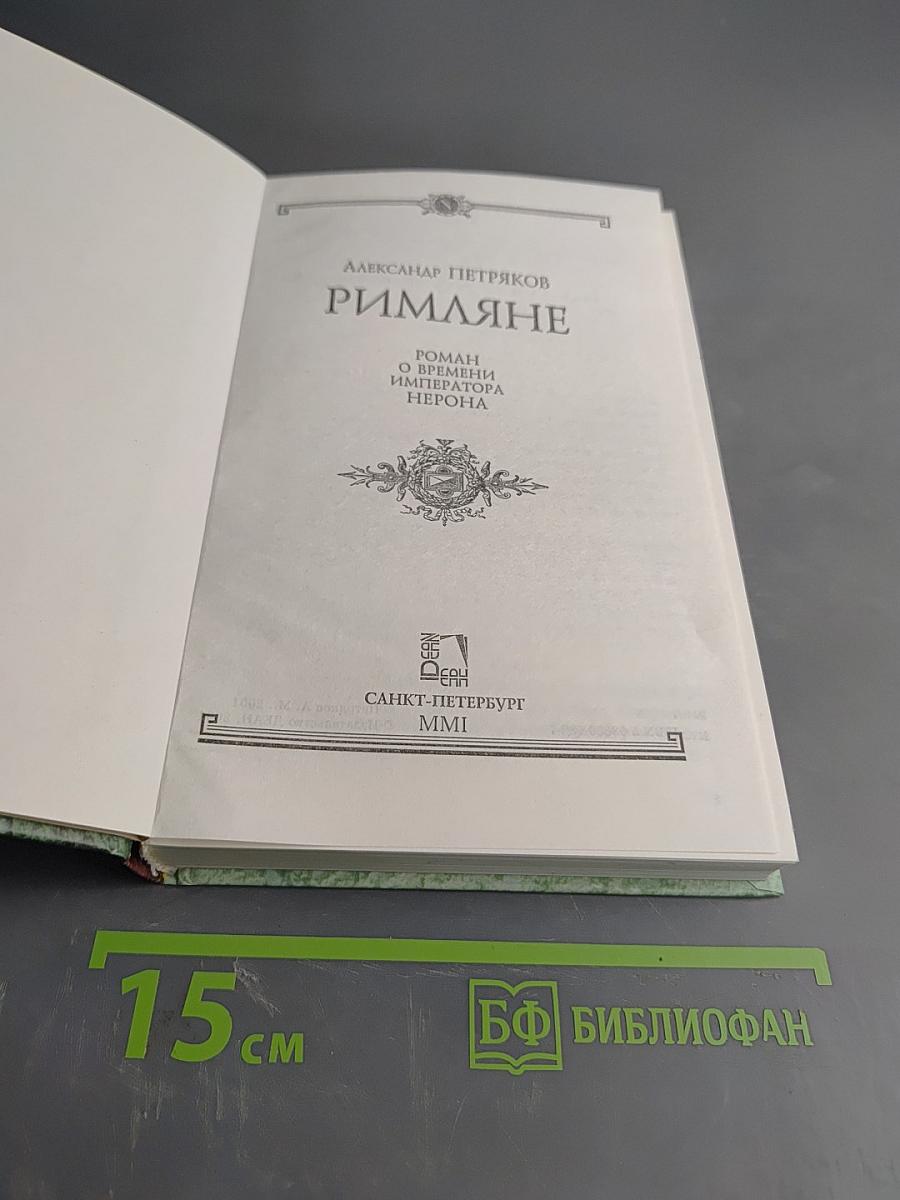 Александр ПЕТРЯКОВ
РИМЛЯНЕ
РОМАН
О ВРЕМЕНИ
ИМПЕРАТОРА
НЕРОНА
САНКТ-ПЕТЕРБУРГ
MMI
15 см
БФ БИБЛИОФАН